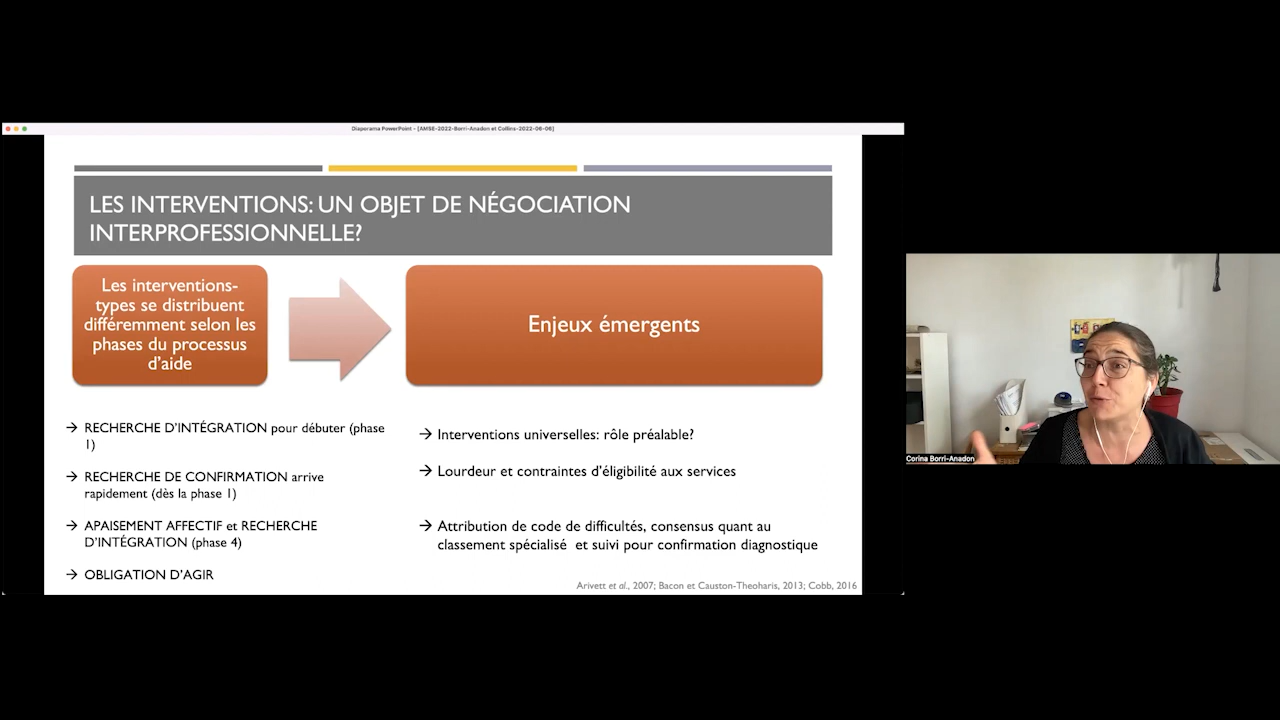 Diaporama PowerPoint - [AMSE-2022-Borri-Anadon et Collins-2022-06-06]
LES INTERVENTIONS: UN OBJET DE NÉGOCIATION
INTERPROFESSIONNELLE?
Les interventions-
types se distribuent
différemment selon les
phases du processus
d'aide
Enjeux émergents
→ RECHERCHE D'INTÉGRATION pour débuter (phase
1)
→ RECHERCHE DE CONFIRMATION arrive
rapidement (dès la phase 1)
→ APAISEMENT AFFECTIF et RECHERCHE
D'INTÉGRATION (phase 4)
→ OBLIGATION D'AGIR
→ Interventions universelles: rôle préalable?
→ Lourdeur et contraintes d'éligibilité aux services
→ Attribution de code de difficultés, consensus quant au
classement spécialisé et suivi pour confirmation diagnostique
Arivett et al., 2007; Bacon et Causton-Theoharis, 2013; Cobb, 2016
Corina Borri-Anadon